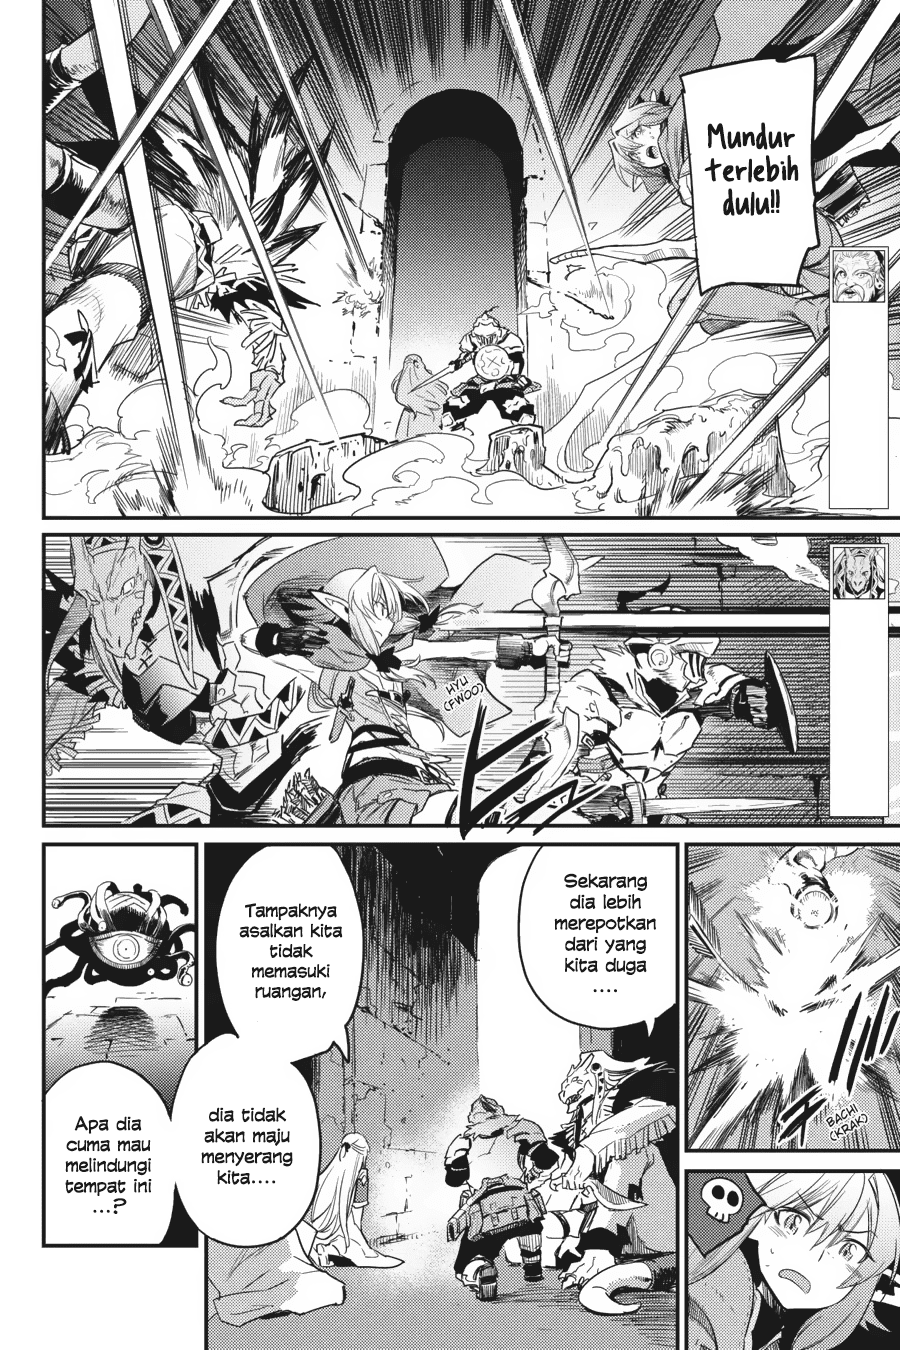 Mundur
terlebih
dulu!!
HYU
(FWOO)
BACHI
(KRAK)
Sekarang
dia lebih
merepotkan
dari yang
kita duga
....
Tampaknya
asalkan kita
tidak
memasuki
ruangan,
dia tidak
akan maju
menyerang
kita....
Apa dia
cuma mau
melindungi
tempat ini
...?